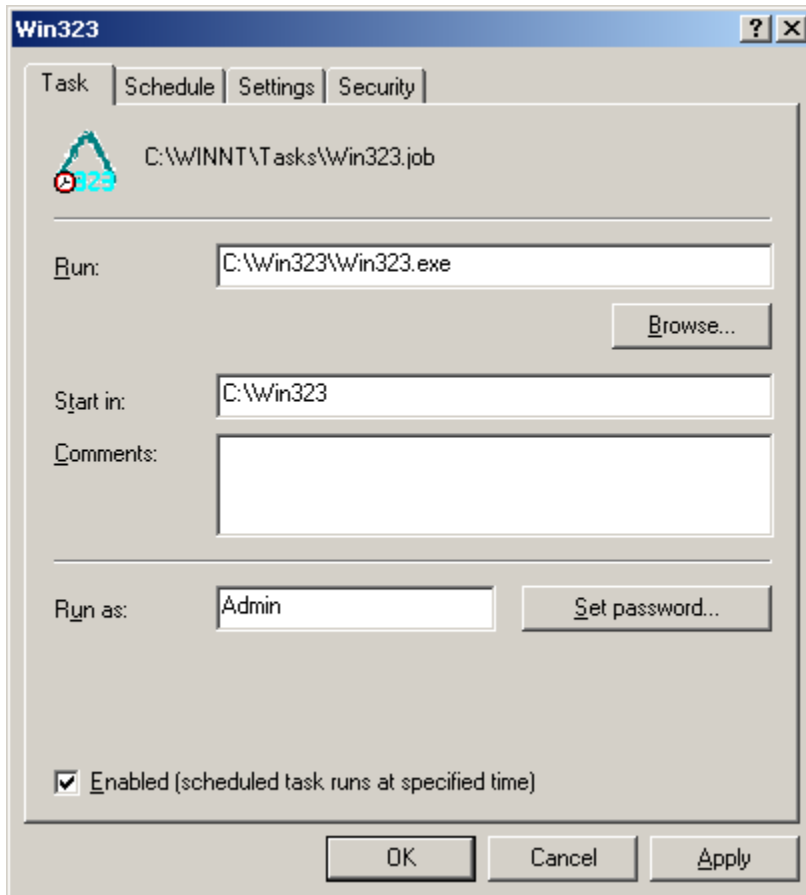 Win323
Task Schedule Settings Security
323
C:\WINNT\Tasks\Win323.job
Run: C:\Win323\Win323.exe
Browse...
Start in: C:\Win323
Comments:
Run as: Admin Set password...
Enabled (scheduled task runs at specified time)
OK Cancel Apply